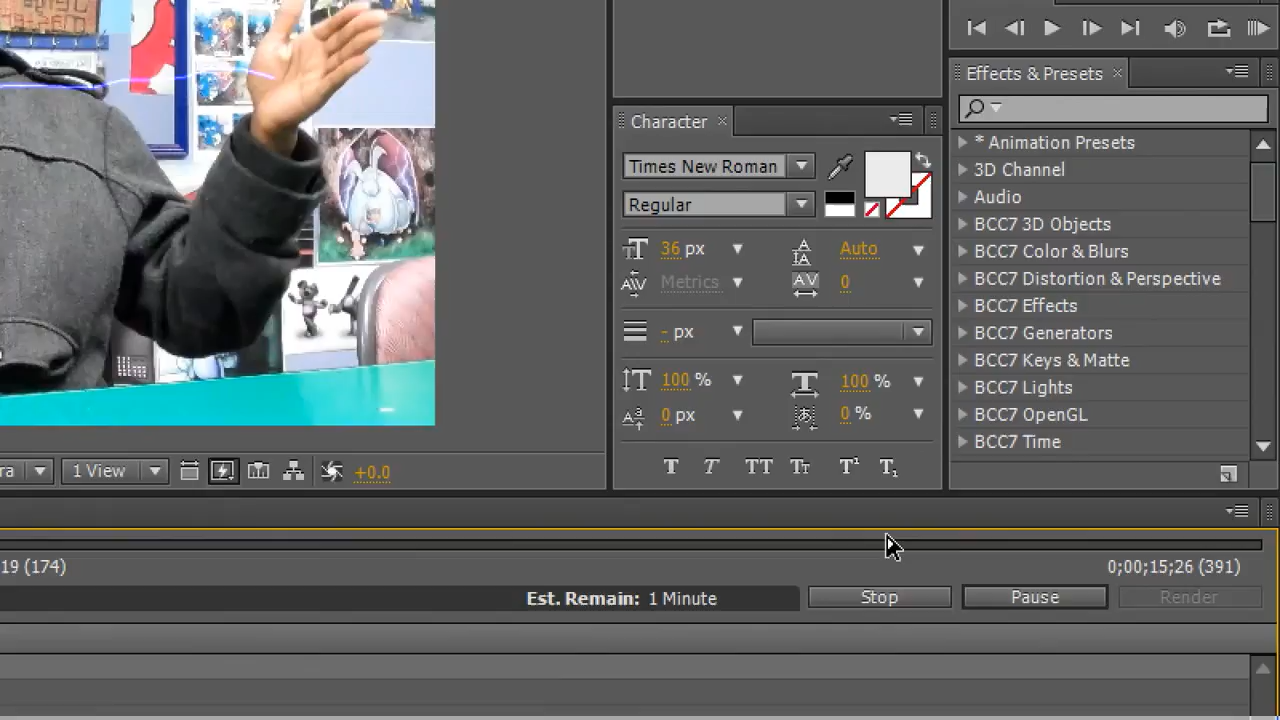 Effects & Presets
Character
* Animation Presets
3D Channel
Audio
BCC7 3D Objects
BCC7 Color & Blurs
BCC7 Distortion & Perspective
BCC7 Effects
BCC7 Generators
BCC7 Keys & Matte
BCC7 Lights
BCC7 OpenGL
BCC7 Time
Times New Roman
Regular
36 px
Auto
Metrics
0
- px
100 %
100 %
0 px
0 %
T T TT Tr T¹ T₁
ra
1 View
+0.0
19 (174)
0;00;15;26 (391)
Est. Remain: 1 Minute
Stop
Pause
Render